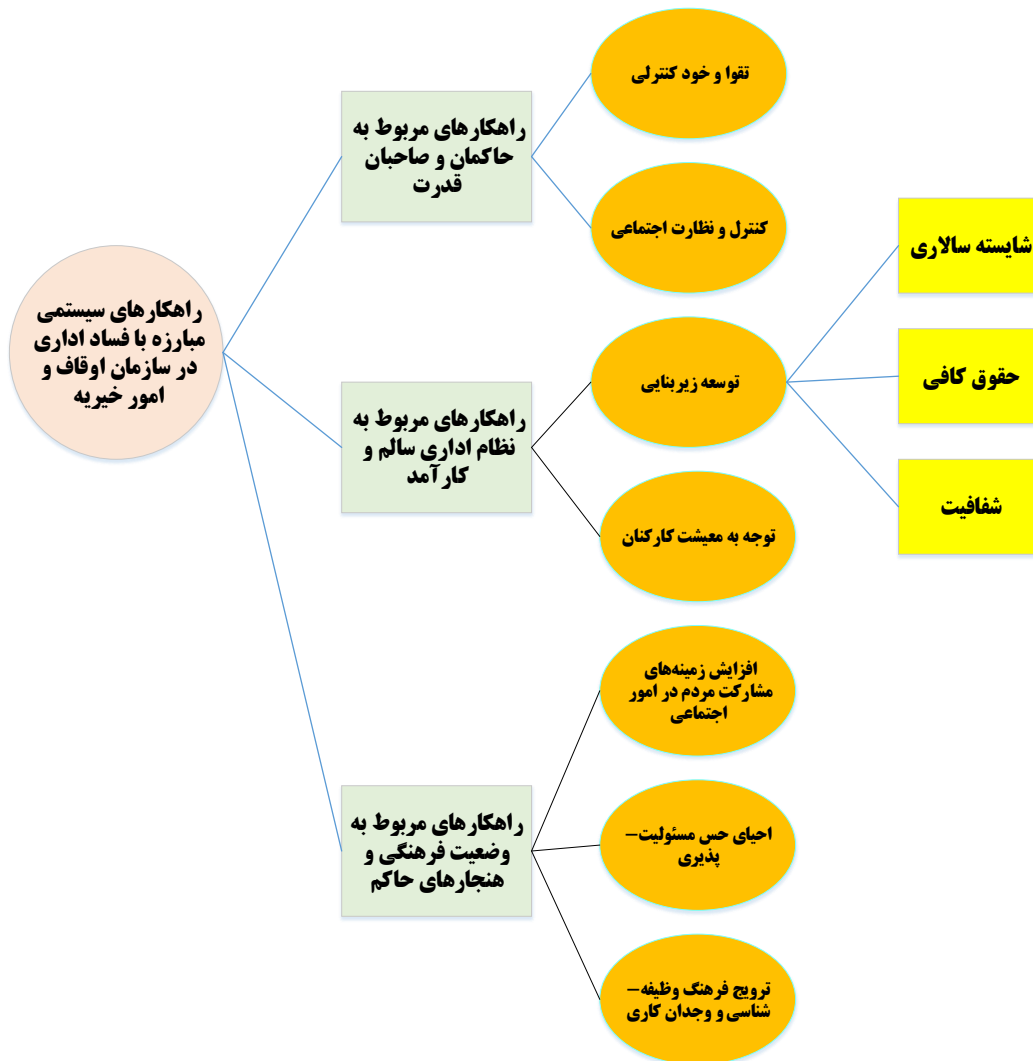 راهکارهای سیستمی
مبارزه با فساد اداری
در سازمان اوقاف و
امور خیریه
راهکارهای مربوط به
حاکمان و صاحبان
قدرت
تقوا و خود کنترلی
کنترل و نظارت اجتماعی
راهکارهای مربوط به
نظام اداری سالم و
کارآمد
توسعه زیربنایی
شایسته سالاری
حقوق کافی
شفافیت
توجه به معیشت کارکنان
راهکارهای مربوط به
وضعیت فرهنگی و
هنجارهای حاکم
افزایش زمینه‌های
مشارکت مردم در امور
اجتماعی
احیای حس مسئولیت-
پذیری
ترویج فرهنگ وظیفه-
شناسی و وجدان کاری